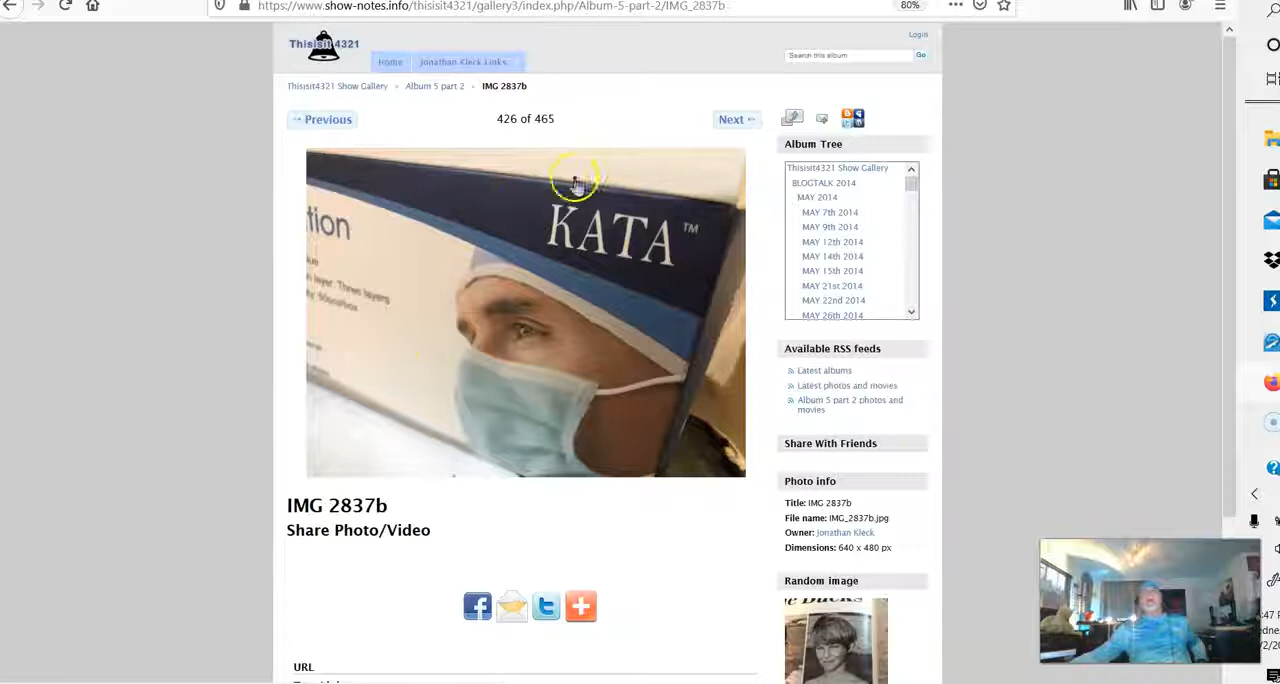 https://www.show-notes.info/thisisit4321/gallery3/index.php/Album-5-part-2/IMG_2837b
80%
Thisisit4321
Login
Home
Jonathan Kleck Links
Search this album
Go
Thisisit4321 Show Gallery
Album 5 part 2
IMG 2837b
Previous
426 of 465
Next
Album Tree
Thisisit4321 Show Gallery
BLOGTALK 2014
MAY 2014
MAY 7th 2014
MAY 9th 2014
MAY 12th 2014
MAY 14th 2014
MAY 15th 2014
MAY 21st 2014
MAY 22nd 2014
MAY 26th 2014
KATA™
tion
layer Three layers
Available RSS feeds
Latest albums
Latest photos and movies
Album 5 part 2 photos and
movies
Share With Friends
Photo info
Title: IMG 2837b
File name: IMG_2837b.jpg
Owner: Jonathan Kleck
Dimensions: 640 x 480 px
Random image
IMG 2837b
Share Photo/Video
URL